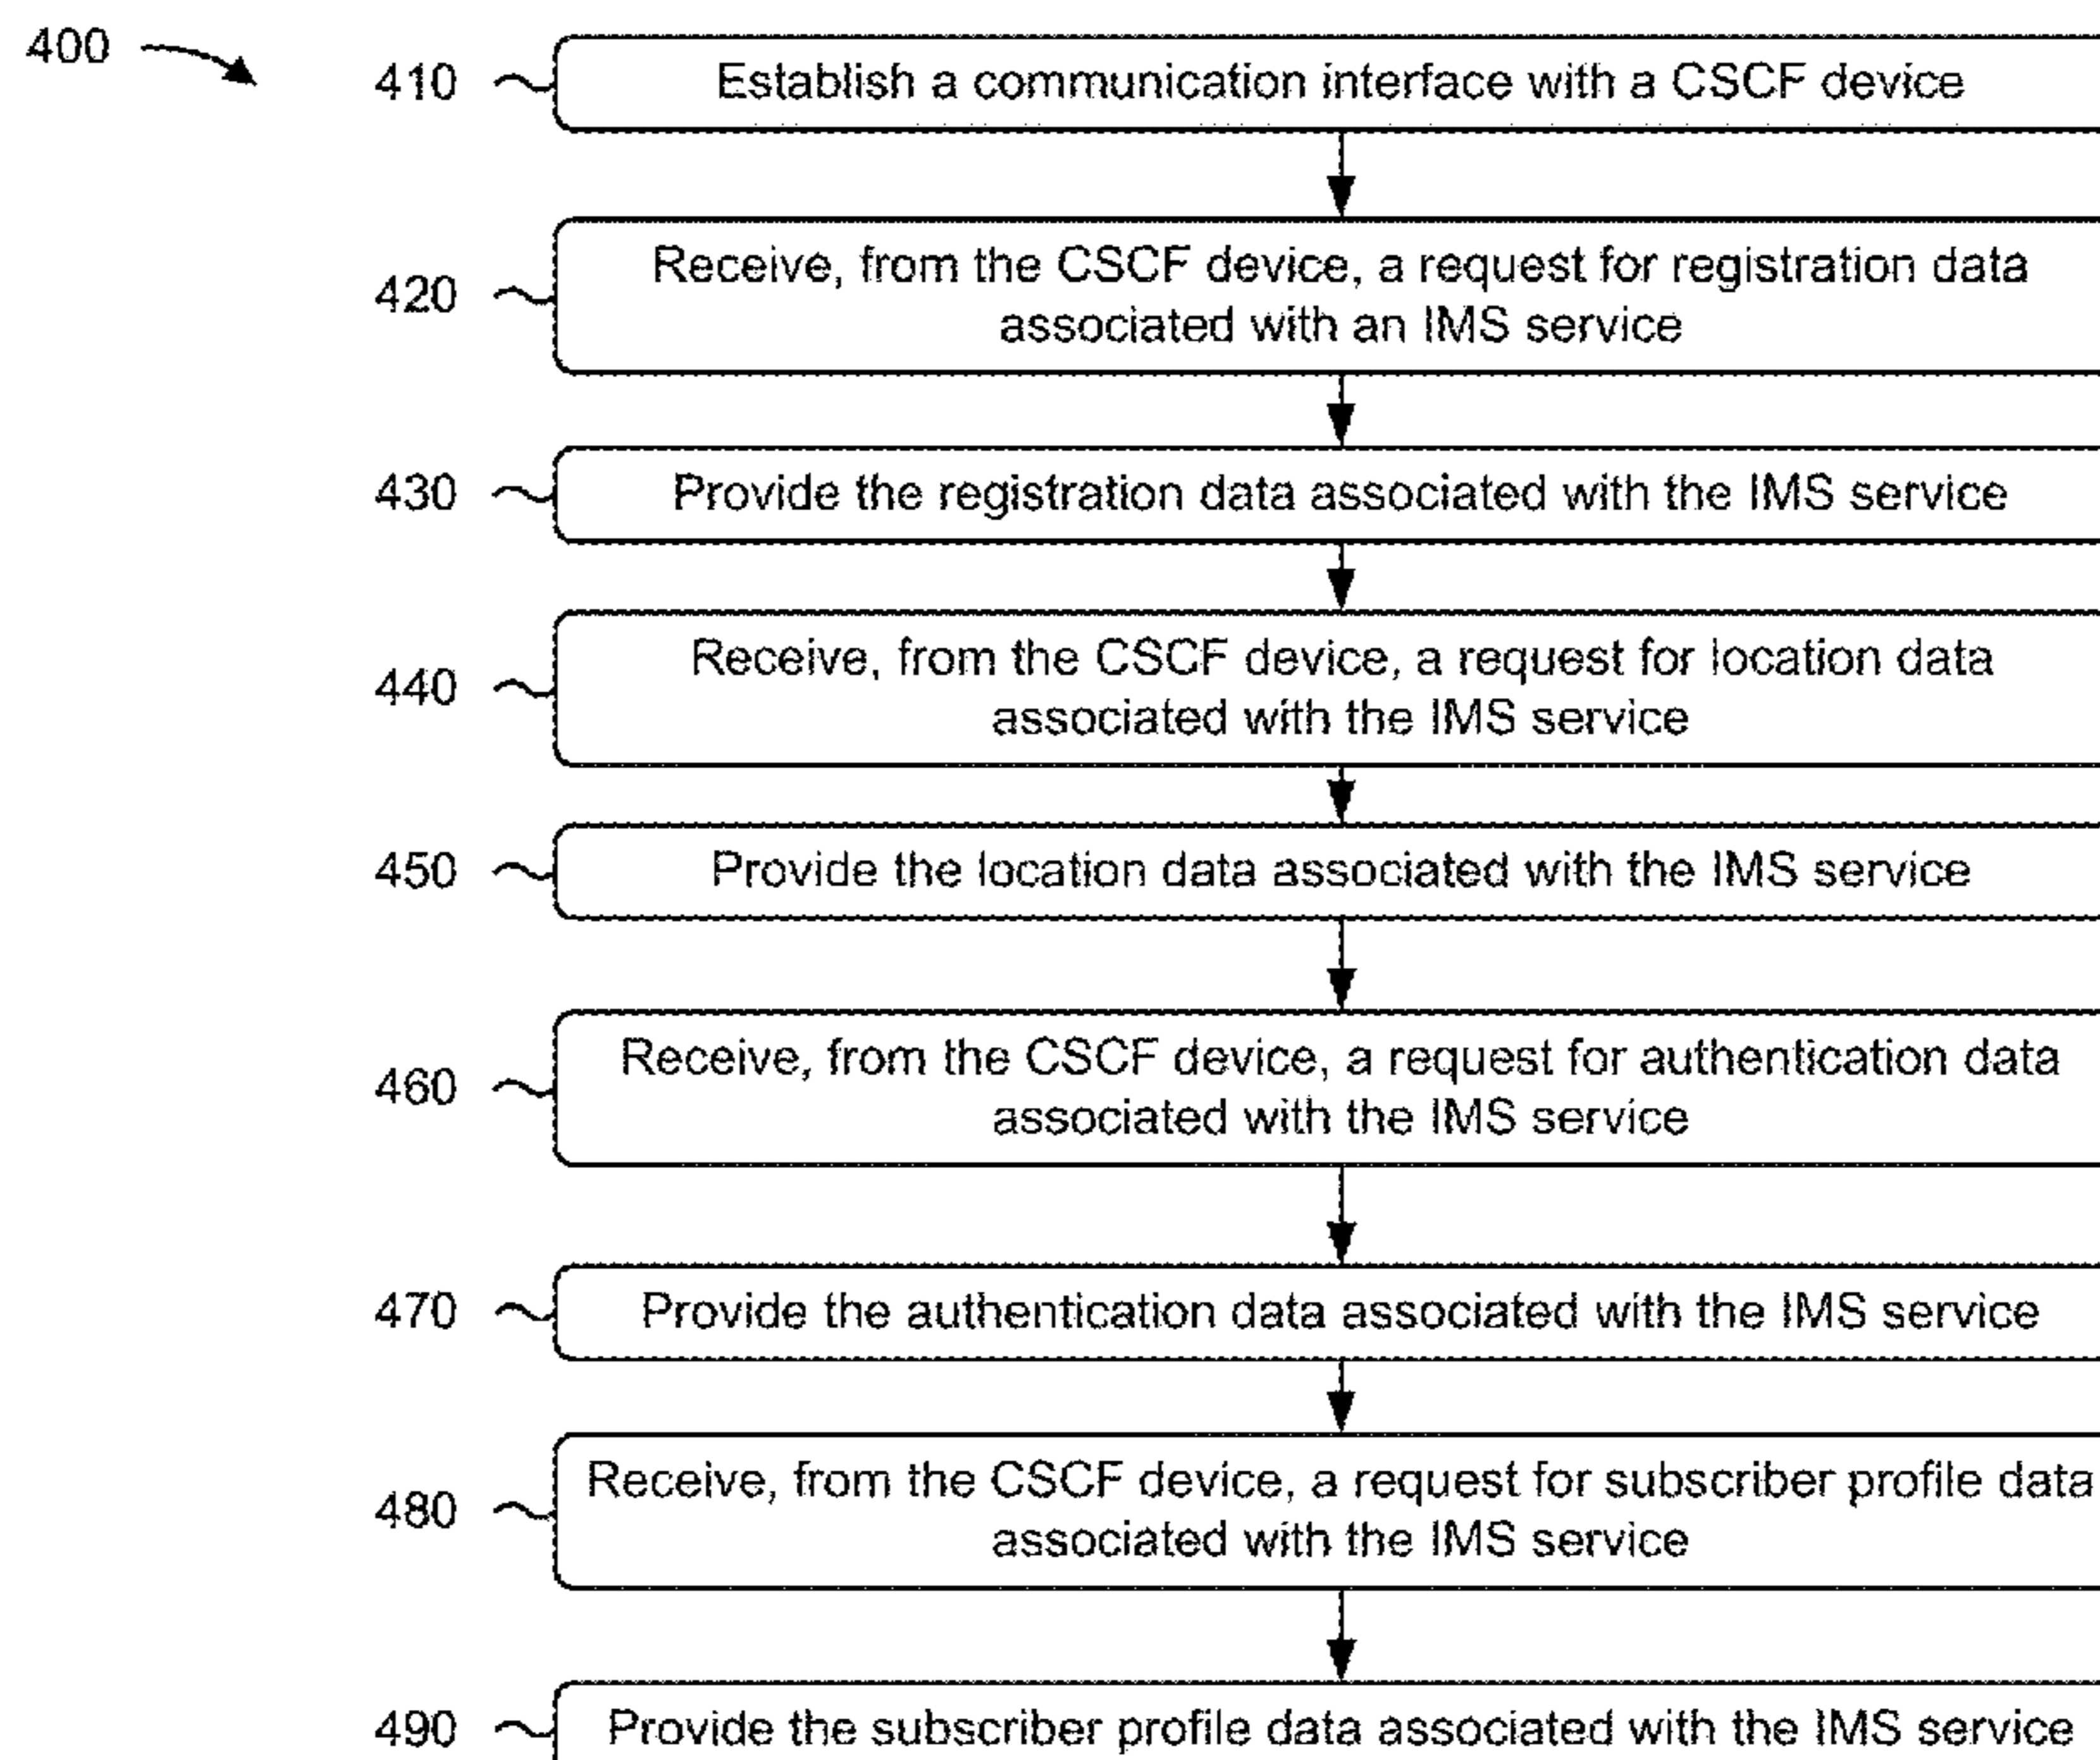 400
410
Establish a communication interface with a CSCF device
420
Receive, from the CSCF device, a request for registration data
associated with an IMS service
430
Provide the registration data associated with the IMS service
440
Receive, from the CSCF device, a request for location data
associated with the IMS service
450
Provide the location data associated with the IMS service
460
Receive, from the CSCF device, a request for authentication data
associated with the IMS service
470
Provide the authentication data associated with the IMS service
480
Receive, from the CSCF device, a request for subscriber profile data
associated with the IMS service
490
Provide the subscriber profile data associated with the IMS service